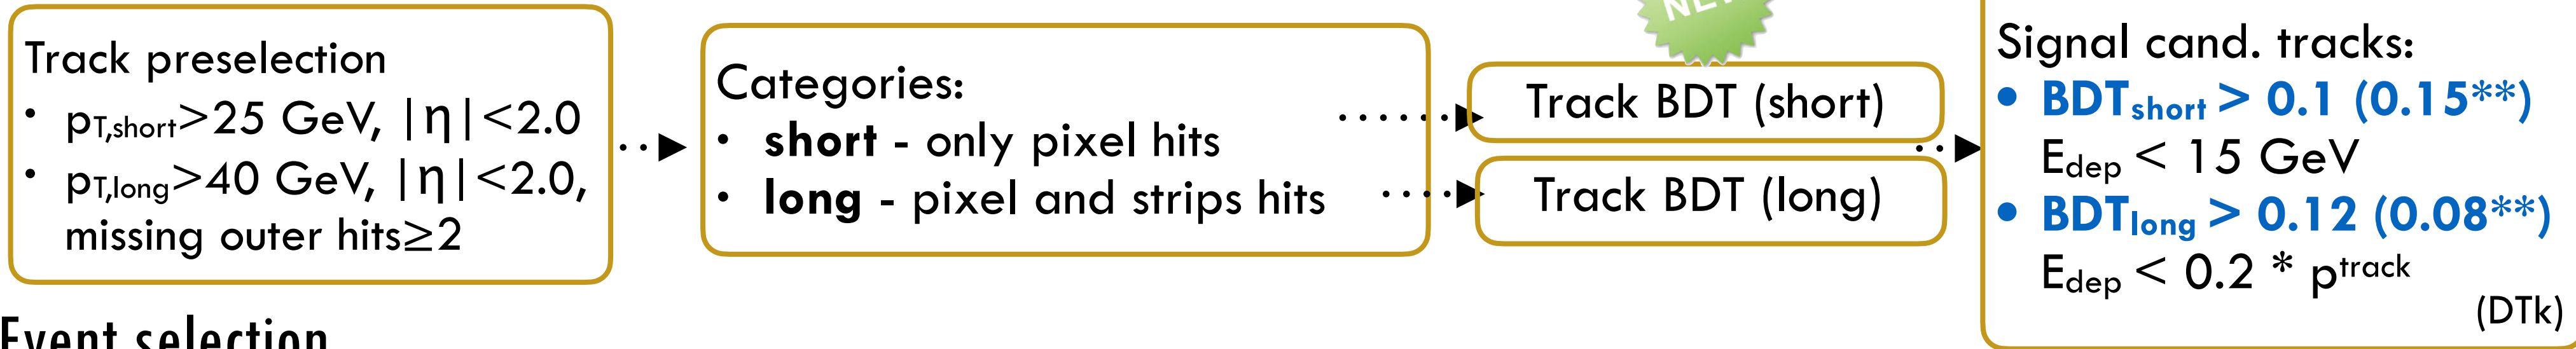 Track preselection
• pT,short>25 GeV, |η|<2.0
• pT,long>40 GeV, |η|<2.0,
missing outer hits≥2
Categories:
• short - only pixel hits
• long - pixel and strips hits
Track BDT (short)
Track BDT (long)
Signal cand. tracks:
• BDTshort > 0.1 (0.15**)
Edep < 15 GeV
• BDTlong > 0.12 (0.08**)
Edep < 0.2 * ptrack
(DTk)
Event selection